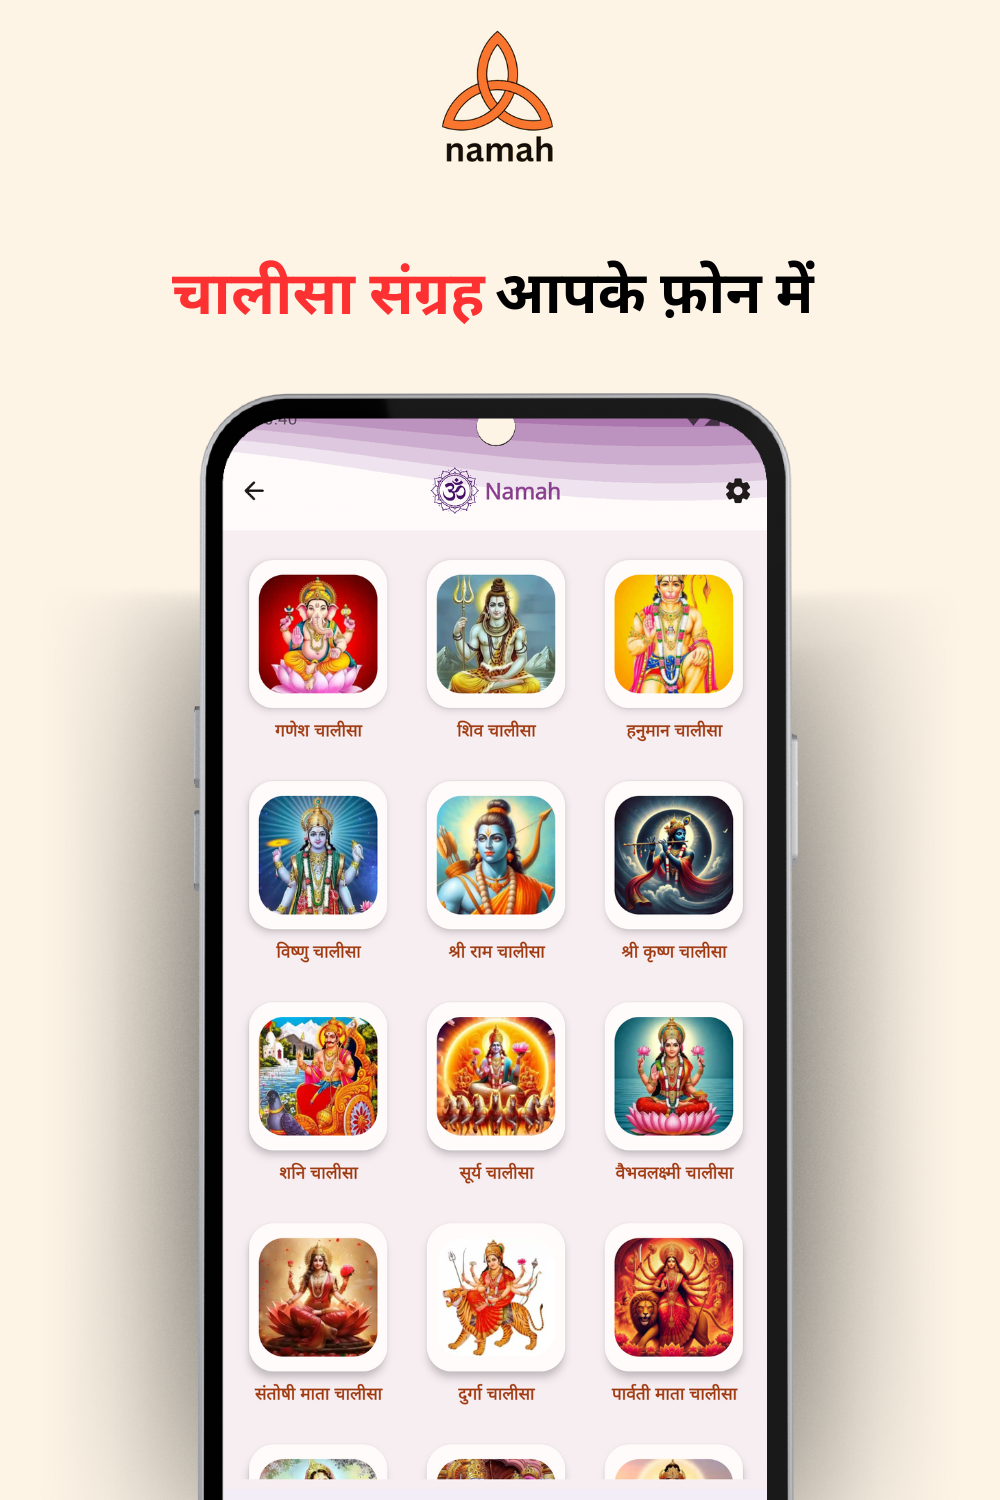 namah
चालीसा संग्रह आपके फ़ोन में
Namah
गणेश चालीसा
शिव चालीसा
हनुमान चालीसा
विष्णु चालीसा
श्री राम चालीसा
श्री कृष्ण चालीसा
शनि चालीसा
सूर्य चालीसा
वैभवलक्ष्मी चालीसा
संतोषी माता चालीसा
दुर्गा चालीसा
पार्वती माता चालीसा